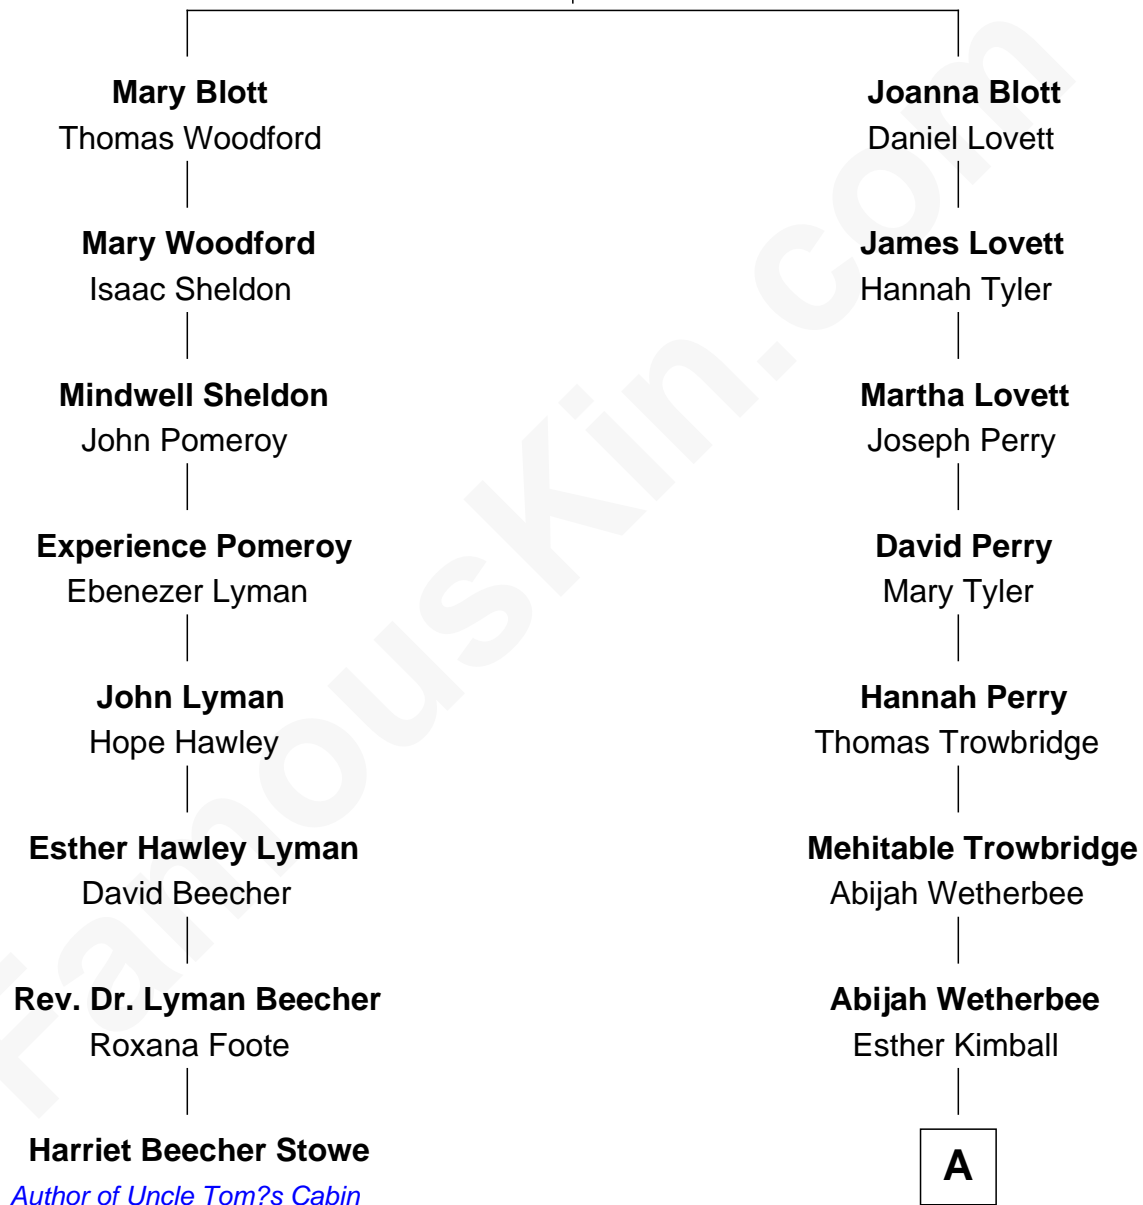 Mary Blott
Thomas Woodford
Mary Woodford
Isaac Sheldon
Mindwell Sheldon
John Pomeroy
Experience Pomeroy
Ebenezer Lyman
John Lyman
Hope Hawley
Esther Hawley Lyman
David Beecher
Rev. Dr. Lyman Beecher
Roxana Foote
Harriet Beecher Stowe
Author of Uncle Tom?s Cabin
Joanna Blott
Daniel Lovett
James Lovett
Hannah Tyler
Martha Lovett
Joseph Perry
David Perry
Mary Tyler
Hannah Perry
Thomas Trowbridge
Mehitable Trowbridge
Abijah Wetherbee
Abijah Wetherbee
Esther Kimball
A
FamousKin.com